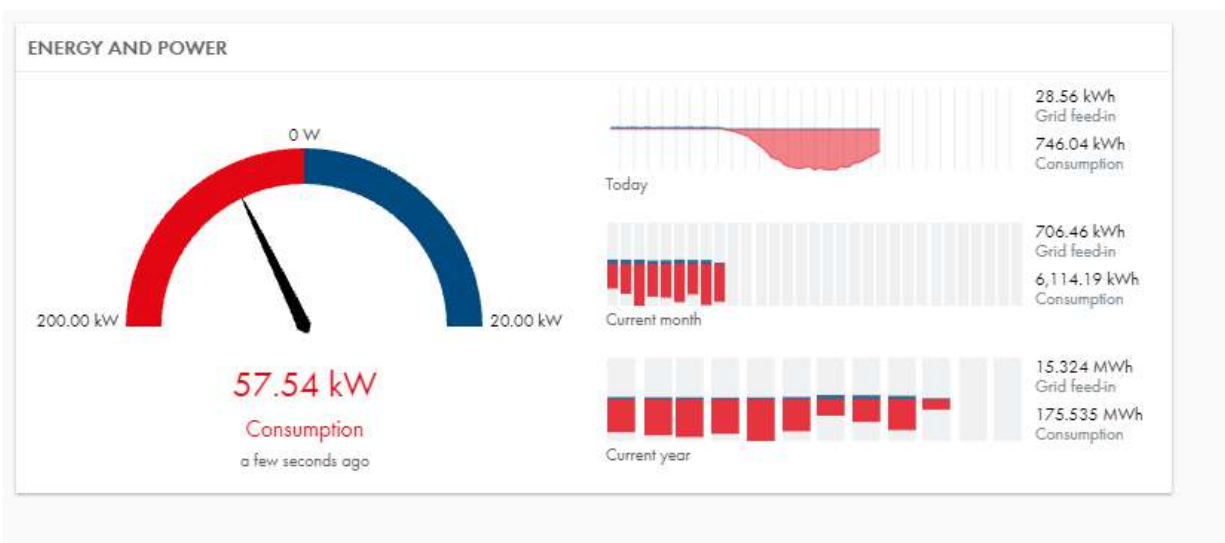 ENERGY AND POWER
0 W
200.00 kW
20.00 kW
57.54 kW
Consumption
a few seconds ago
28.56 kWh
Grid feed-in
746.04 kWh
Consumption
Today
706.46 kWh
Grid feed-in
6,114.19 kWh
Consumption
Current month
15.324 MWh
Grid feed-in
175.535 MWh
Consumption
Current year